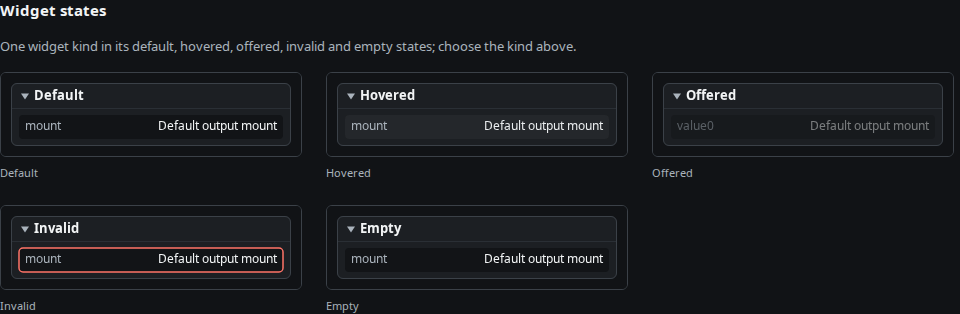 Widget states
One widget kind in its default, hovered, offered, invalid and empty states; choose the kind above.
Default
mount Default output mount
Default
Hovered
mount Default output mount
Hovered
Offered
value0 Default output mount
Offered
Invalid
mount Default output mount
Invalid
Empty
mount Default output mount
Empty